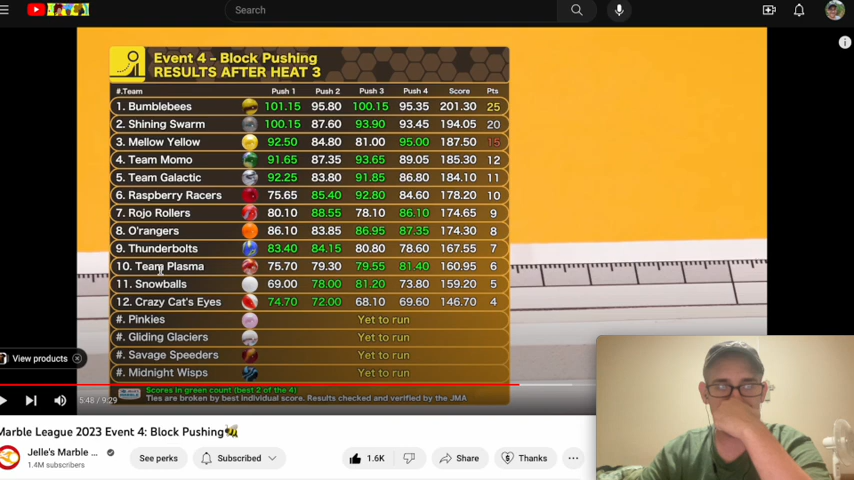 Search
Event 4 - Block Pushing
RESULTS AFTER HEAT 3
#.Team Push 1 Push 2 Push 3 Push 4 Score Pts
1. Bumblebees 101.15 95.80 100.15 95.35 201.30 25
2. Shining Swarm 100.15 87.60 93.90 93.45 194.05 20
3. Mellow Yellow 92.50 84.80 81.00 95.00 187.50 15
4. Team Momo 91.65 87.35 93.65 89.05 185.30 12
5. Team Galactic 92.25 83.80 91.85 86.80 184.10 11
6. Raspberry Racers 75.65 85.40 92.80 84.60 178.20 10
7. Rojo Rollers 80.10 88.55 78.10 86.10 174.65 9
8. O'rangers 86.10 83.85 86.95 87.35 174.30 8
9. Thunderbolts 83.40 84.15 80.80 78.60 167.55 7
10. Team Plasma 75.70 79.30 79.55 81.40 160.95 6
11. Snowballs 69.00 78.00 81.20 73.80 159.20 5
12. Crazy Cat's Eyes 74.70 72.00 68.10 69.60 146.70 4
#. Pinkies Yet to run
#. Gliding Glaciers Yet to run
#. Savage Speeders Yet to run
#. Midnight Wisps Yet to run
View products
Scores in green count (best 2 of the 4)
Ties are broken by best individual score. Results checked and verified by the JMA
5:48 / 9:29
Marble League 2023 Event 4: Block Pushing
Jelle's Marble ...
1.4M subscribers
See perks
Subscribed
1.6K
Share
Thanks